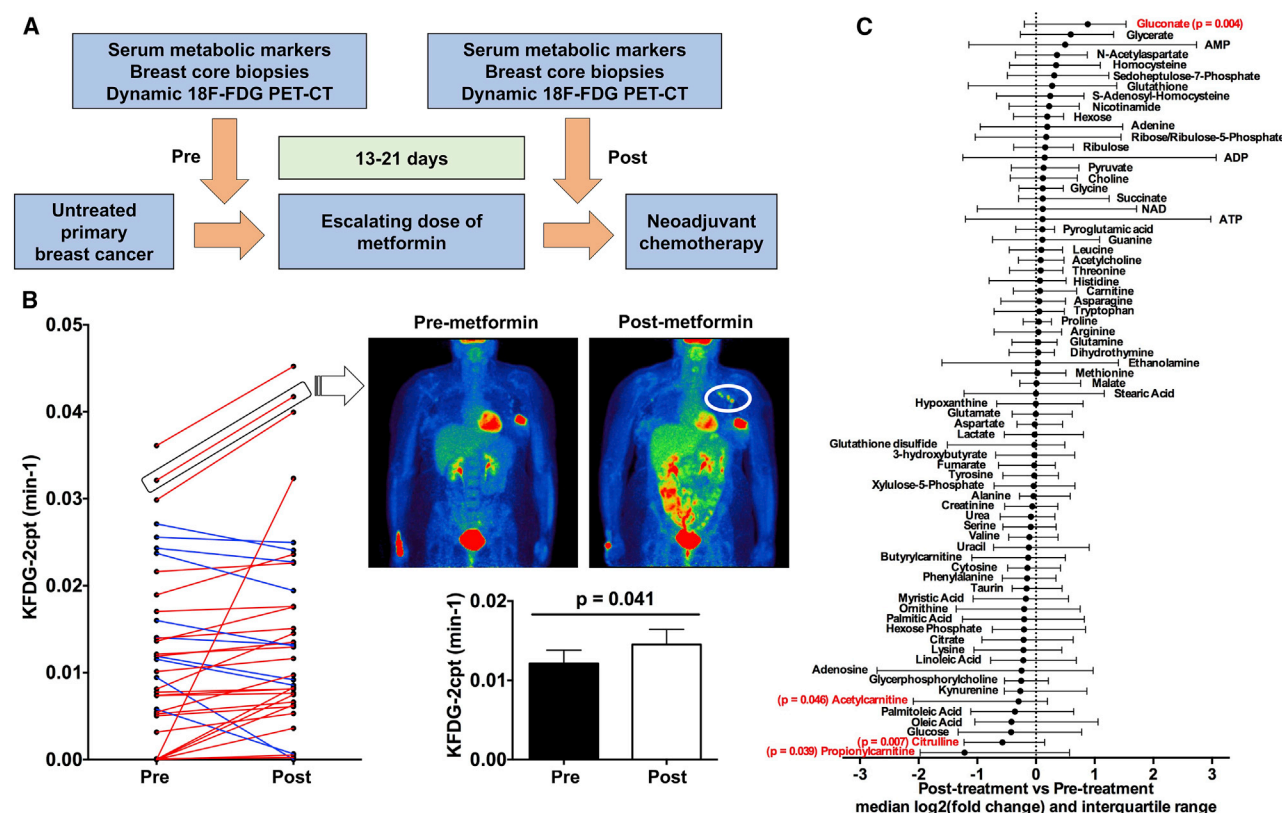 A
Serum metabolic markers
Breast core biopsies
Dynamic 18F-FDG PET-CT
Serum metabolic markers
Breast core biopsies
Dynamic 18F-FDG PET-CT
Pre
13-21 days
Post
Untreated
primary
breast cancer
Escalating dose of
metformin
Neoadjuvant
chemotherapy
B
KFDG-2cpt (min-1)
0.05
0.04
0.03
0.02
0.01
0.00
Pre
Post
Pre-metformin
Post-metformin
p = 0.041
KFDG-2cpt (min-1)
0.02
0.01
0.00
Pre
Post
C
Gluconate (p = 0.004)
Glycerate
AMP
N-Acetylaspartate
Homocysteine
Sedoheptulose-7-Phosphate
Glutathione
S-Adenosyl-Homocysteine
Nicotinamide
Hexose
Adenine
Ribose/Ribulose-5-Phosphate
Ribulose
ADP
Pyruvate
Choline
Glycine
Succinate
NAD
ATP
Pyroglutamic acid
Guanine
Leucine
Acetylcholine
Threonine
Histidine
Carnitine
Asparagine
Tryptophan
Proline
Arginine
Glutamine
Dihydrothymine
Ethanolamine
Methionine
Malate
Stearic Acid
Hypoxanthine
Glutamate
Aspartate
Lactate
Glutathione disulfide
3-hydroxybutyrate
Fumarate
Tyrosine
Xylulose-5-Phosphate
Alanine
Creatinine
Urea
Serine
Valine
Uracil
Butyrylcarnitine
Cytosine
Phenylalanine
Taurin
Myristic Acid
Ornithine
Palmitic Acid
Hexose Phosphate
Citrate
Lysine
Linoleic Acid
Adenosine
Glycerphosphorylcholine
Kynurenine
(p = 0.046) Acetylcarnitine
Palmitoleic Acid
Oleic Acid
Glucose
(p = 0.007) Citrulline
(p = 0.039) Propionylcarnitine
-3 -2 -1 0 1 2 3
Post-treatment vs Pre-treatment
median log2(fold change) and interquartile range